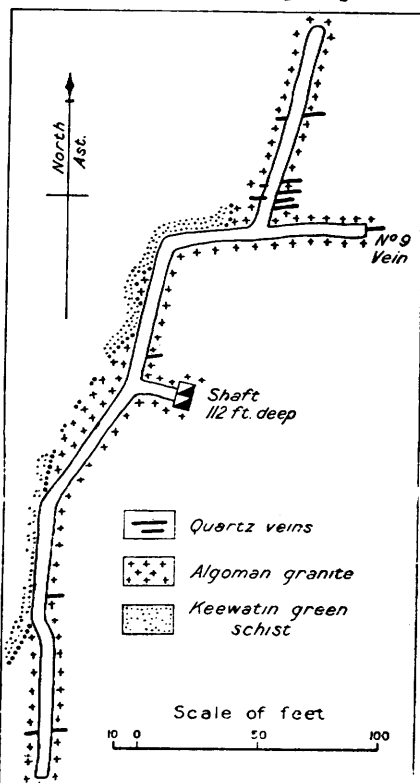 North
Ast.
Nº 9
Vein
Shaft
112 ft. deep
Quartz veins
Algoman granite
Keewatin green
schist
Scale of feet
10 0 50 100